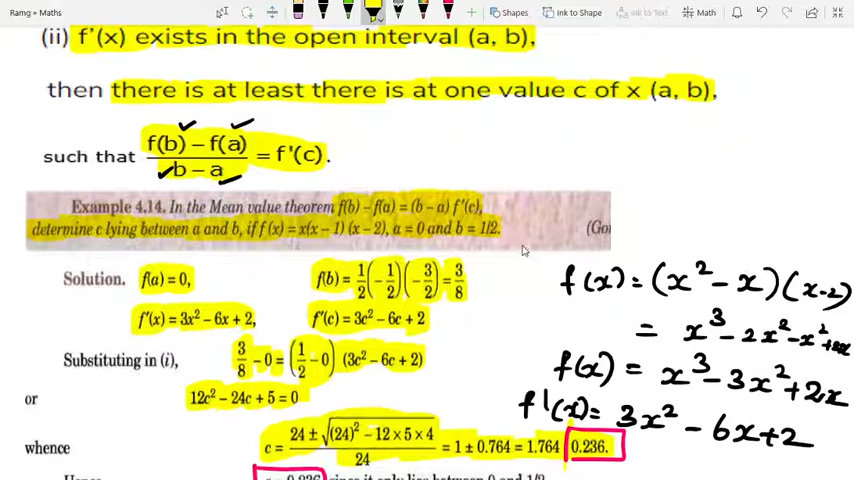 Ramg » Maths
Shapes Ink to Shape Ink to Text Math
(ii) f'(x) exists in the open interval (a, b),
then there is at least there is at one value c of x (a, b),
such that f(b) – f(a) / b – a = f'(c).
Example 4.14. In the Mean value theorem f(b) – f(a) = (b – a) f'(c),
determine c lying between a and b, if f(x) = x(x – 1) (x – 2), a = 0 and b = 1/2.
Solution. f(a) = 0, f(b) = 1/2 (–1/2) (–3/2) = 3/8
f'(x) = 3x² – 6x + 2, f'(c) = 3c² – 6c + 2
Substituting in (i), 3/8 – 0 = (1/2 – 0) (3c² – 6c + 2)
or 12c² – 24c + 5 = 0
whence c = 24 ± √(24)² – 12 × 5 × 4 / 24 = 1 ± 0.764 = 1.764 0.236.
f(x) = (x² – x)(x–2)
= x³ – 2x² – x² +2x
f(x) = x³ – 3x² + 2x
f'(x) = 3x² – 6x + 2